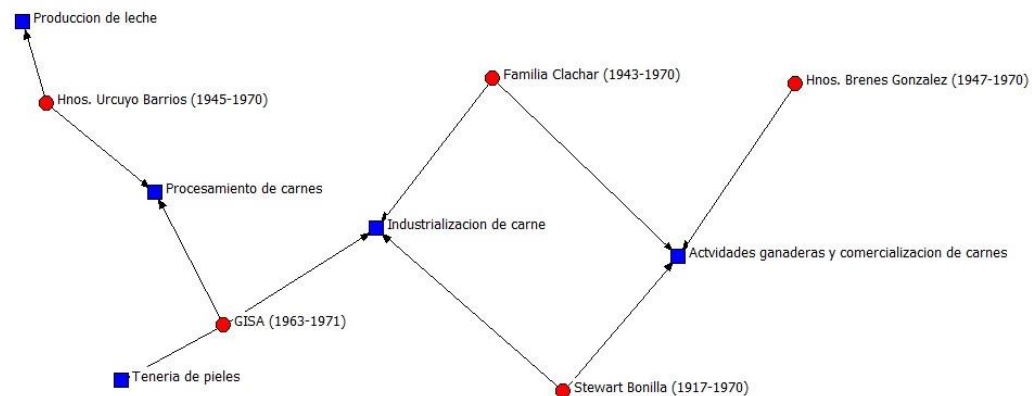 Produccion de leche
Familia Clachar (1943-1970)
Hnos. Brenes Gonzalez (1947-1970)
Hnos. Urcuyo Barrios (1945-1970)
Procesamiento de carnes
Industrializacion de carne
Actvidades ganaderas y comercializacion de carnes
GISA (1963-1971)
Teneria de pieles
Stewart Bonilla (1917-1970)